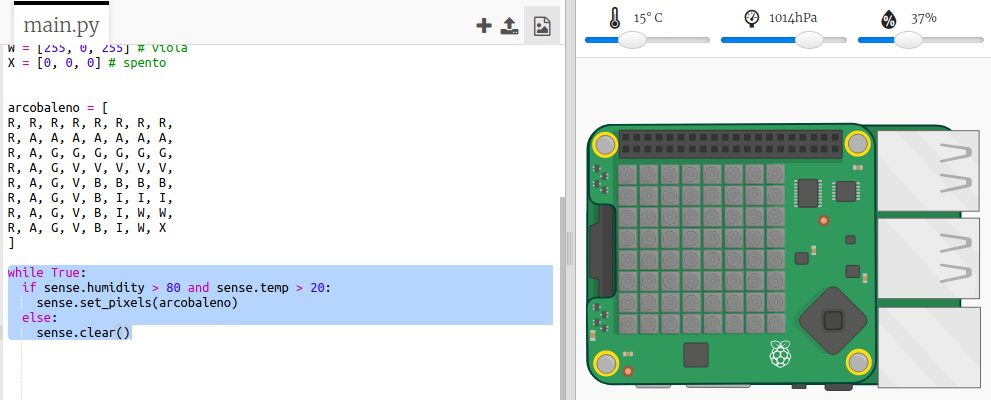 main.py
W = [255, 0, 255] # viola
X = [0, 0, 0] # spento
arcobaleno = [
R, R, R, R, R, R, R, R,
R, A, A, A, A, A, A, A,
R, A, G, G, G, G, G, G,
R, A, G, V, V, V, V, V,
R, A, G, V, B, B, B, B,
R, A, G, V, B, I, I, I,
R, A, G, V, B, I, W, W,
R, A, G, V, B, I, W, X
]
while True:
if sense.humidity > 80 and sense.temp > 20:
sense.set_pixels(arcobaleno)
else:
sense.clear()
15° C
1014hPa
37%